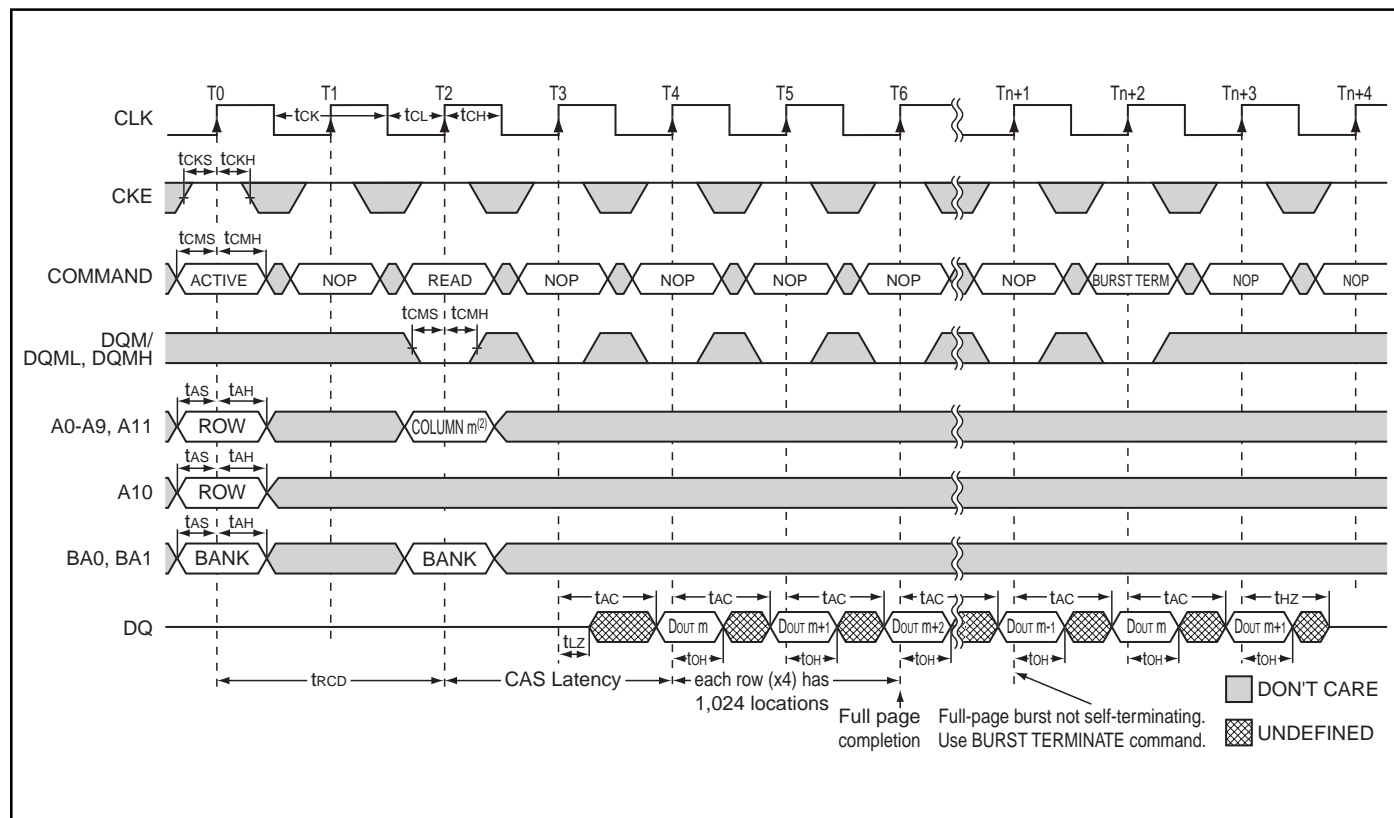 T0 T1 T2 T3 T4 T5 T6 Tn+1 Tn+2 Tn+3 Tn+4
CLK
tCK tCL tCH
tCKS tCKH
CKE
tCMS tCMH
COMMAND
ACTIVE NOP READ NOP NOP NOP NOP NOP BURST TERM NOP NOP
tCMS tCMH
DQM/
DQML, DQMH
tAS tAH
A0-A9, A11
ROW COLUMN m(2)
tAS tAH
A10
ROW
tAS tAH
BA0, BA1
BANK BANK
tAC tAC tAC tAC tAC tAC tHZ
DQ
DOUT m DOUT m+1 DOUT m+2 DOUT m-1 DOUT m DOUT m+1
tLZ tOH tOH tOH tOH tOH tOH
tRCD CAS Latency each row (x4) has
1,024 locations
Full page
completion
Full-page burst not self-terminating.
Use BURST TERMINATE command.
DON'T CARE
UNDEFINED